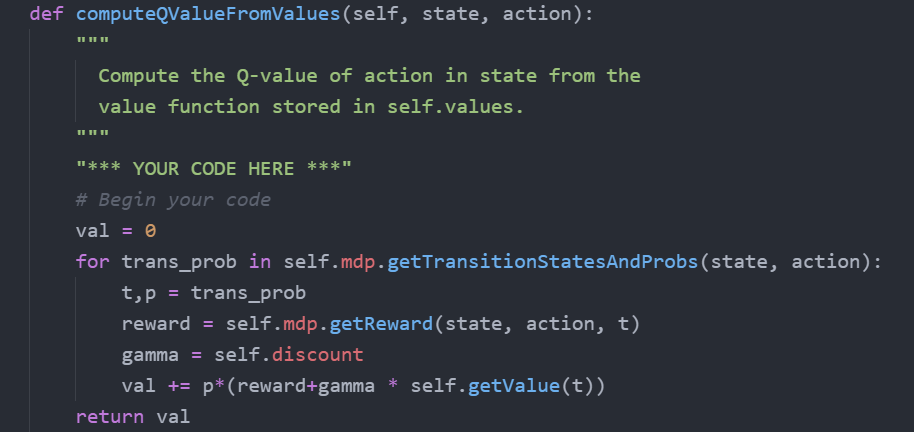 def computeQValueFromValues(self, state, action):
"""
Compute the Q-value of action in state from the
value function stored in self.values.
"""
"*** YOUR CODE HERE ***"
# Begin your code
val = 0
for trans_prob in self.mdp.getTransitionStatesAndProbs(state, action):
t,p = trans_prob
reward = self.mdp.getReward(state, action, t)
gamma = self.discount
val += p*(reward+gamma * self.getValue(t))
return val